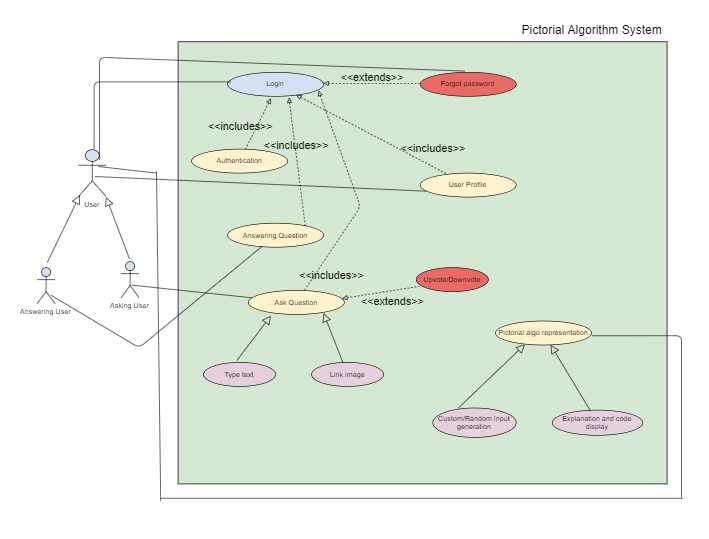 Pictorial Algorithm System
<<extends>>
Login
Forgot password
<<includes>>
<<includes>>
<<includes>>
Authentication
User Profile
User
Answering Question
<<includes>>
Upvote/Downvote
Ask Question
<<extends>>
Asking User
Answering User
Pictorial algo representation
Type text
Link image
Custom/Random input
generation
Explanation and code
display